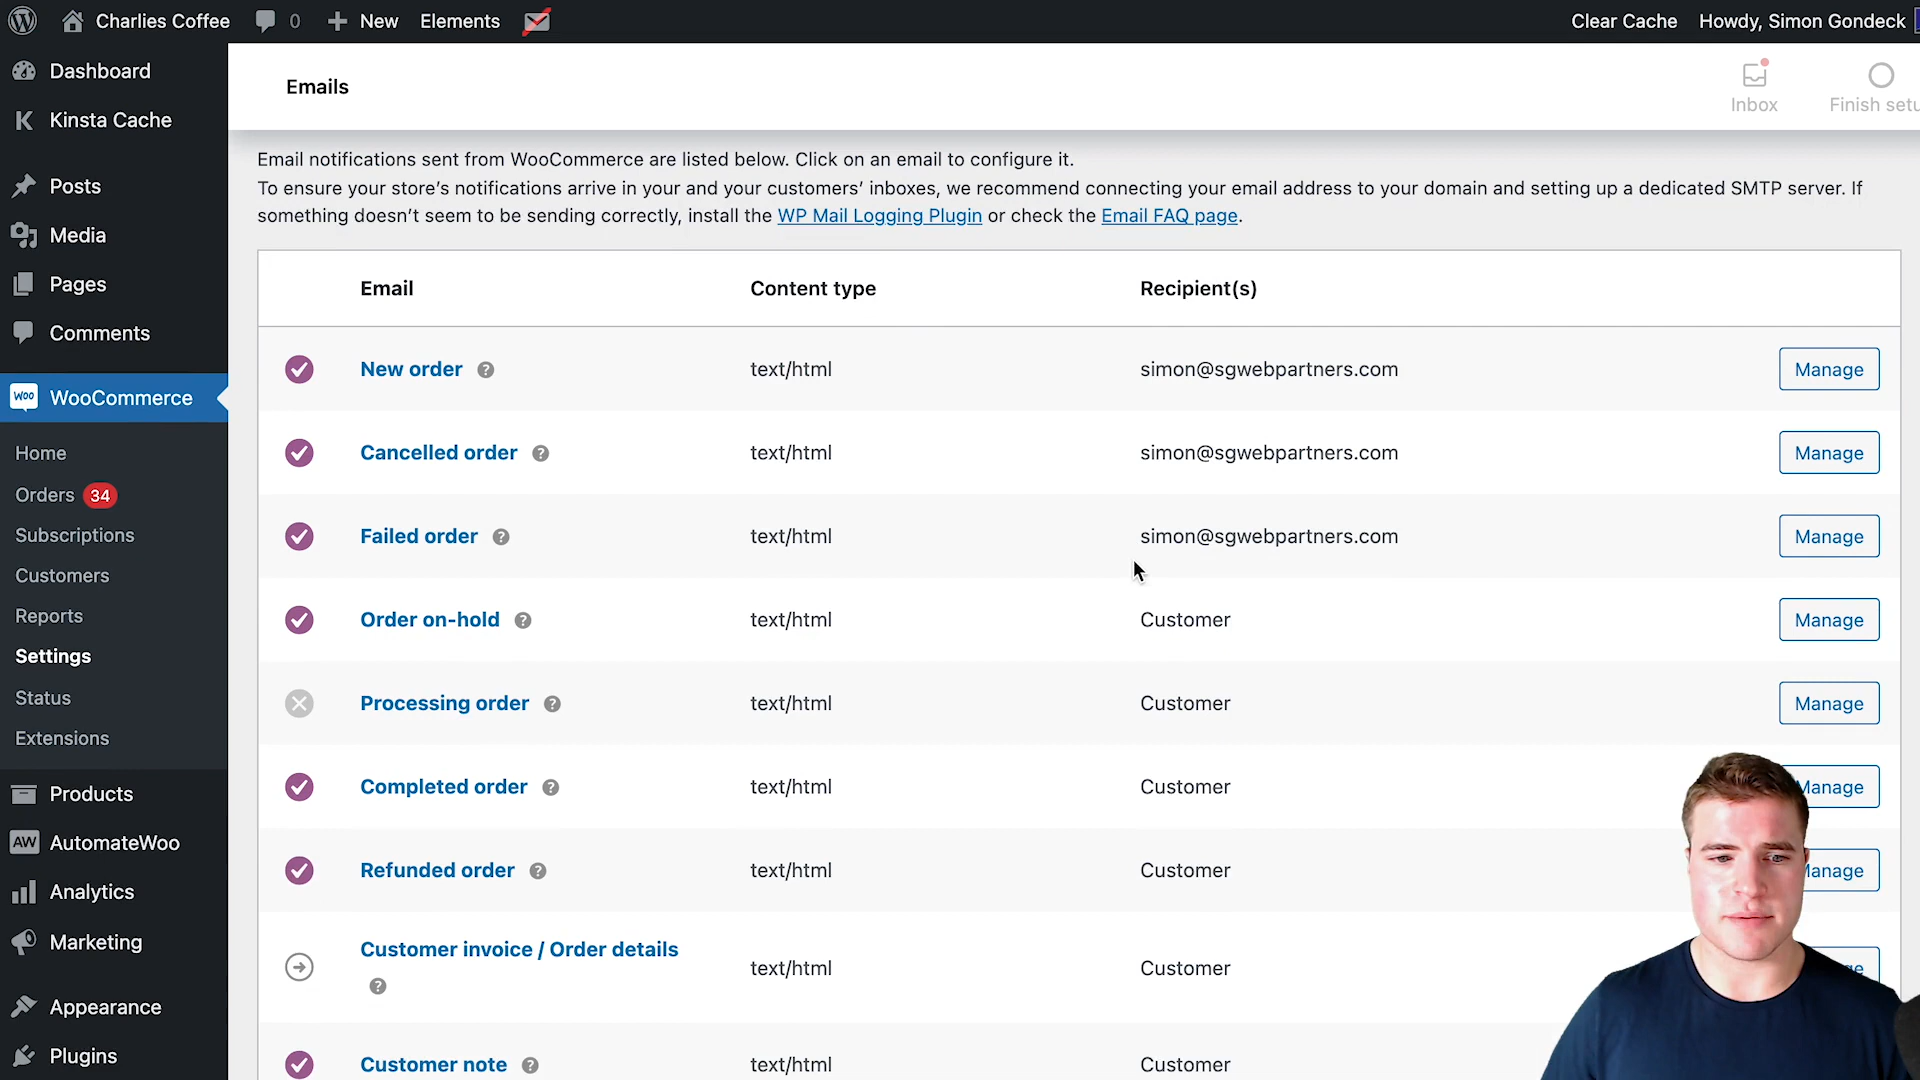 Charlies Coffee 0 New Elements Clear Cache Howdy, Simon Gondeck
Dashboard
Kinsta Cache
Posts
Media
Pages
Comments
WOO WooCommerce
Home
Orders 34
Subscriptions
Customers
Reports
Settings
Status
Extensions
Products
AW AutomateWoo
Analytics
Marketing
Appearance
Plugins
Emails
Inbox
Finish setu
Email notifications sent from WooCommerce are listed below. Click on an email to configure it.
To ensure your store's notifications arrive in your and your customers' inboxes, we recommend connecting your email address to your domain and setting up a dedicated SMTP server. If
something doesn't seem to be sending correctly, install the WP Mail Logging Plugin or check the Email FAQ page.
Email Content type Recipient(s)
New order ? text/html simon@sgwebpartners.com Manage
Cancelled order ? text/html simon@sgwebpartners.com Manage
Failed order ? text/html simon@sgwebpartners.com Manage
Order on-hold ? text/html Customer Manage
Processing order ? text/html Customer Manage
Completed order ? text/html Customer Manage
Refunded order ? text/html Customer Manage
Customer invoice / Order details
? text/html Customer
Customer note ? text/html Customer